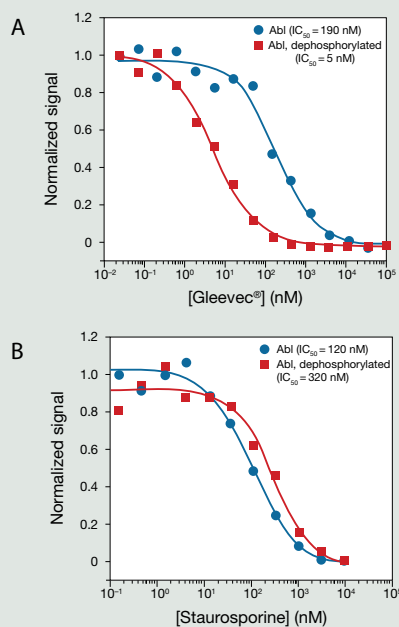 A
1.2
1.0
0.8
0.6
0.4
0.2
0
Normalized signal
Abl (IC₅₀ = 190 nM)
Abl, dephosphorylated
(IC₅₀ = 5 nM)
10⁻² 10⁻¹ 10⁰ 10¹ 10² 10³ 10⁴ 10⁵
[Gleevec®] (nM)
B
1.2
1.0
0.8
0.6
0.4
0.2
0
Normalized signal
Abl (IC₅₀ = 120 nM)
Abl, dephosphorylated
(IC₅₀ = 320 nM)
10⁻¹ 10⁰ 10¹ 10² 10³ 10⁴ 10⁵
[Staurosporine] (nM)